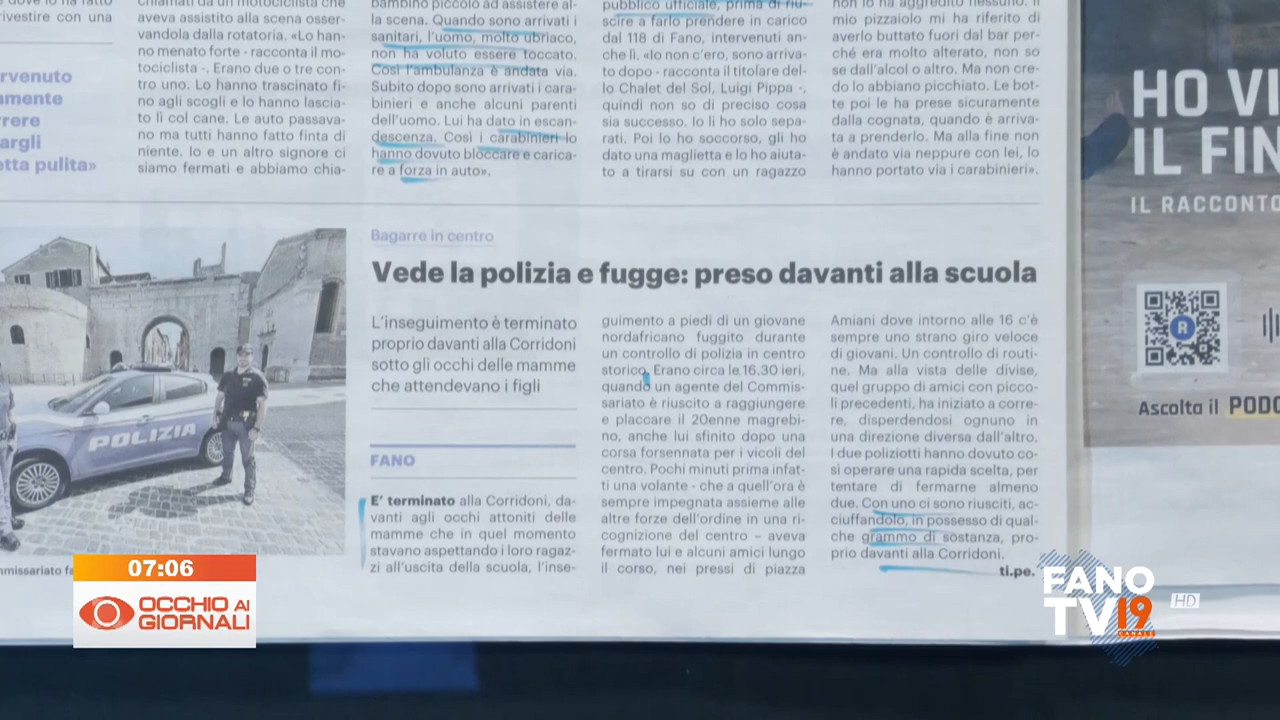 aveva assistito alla scena osser-
vandola dalla rotatoria. «Lo han-
no menato forte - racconta il mo-
tociclista -. Erano due o tre con-
tro uno. Lo hanno trascinato fi-
no agli scogli e lo hanno lascia-
to lì col cane. Le auto passava-
no ma tutti hanno fatto finta di
niente. Io e un altro signore ci
siamo fermati e abbiamo chia-
bambino piccolo ad assistere al-
la scena. Quando sono arrivati i
sanitari, l'uomo, molto ubriaco,
non ha voluto essere toccato.
Così l'ambulanza è andata via.
Subito dopo sono arrivati i cara-
binieri e anche alcuni parenti
dell'uomo. Lui ha dato in escan-
descenza. Così i carabinieri lo
hanno dovuto bloccare e carica-
re a forza in auto».
pubblico ufficiale, prima di riu-
scire a farlo prendere in carico
dal 118 di Fano, intervenuti an-
che lì. «Io non c'ero, sono arriva-
to dopo - racconta il titolare del-
lo Chalet del Sol, Luigi Pippa -,
quindi non so di preciso cosa
sia successo. Io li ho solo sepa-
rati. Poi lo ho soccorso, gli ho
dato una maglietta e lo ho aiuta-
to a tirarsi su con un ragazzo
non lo ha aggredito nessuno. Il
mio pizzaiolo mi ha riferito di
averlo buttato fuori dal bar per-
ché era molto alterato, non so
se dall'alcol o altro. Ma non cre-
do lo abbiano picchiato. Le bot-
te poi le ha prese sicuramente
dalla cognata, quando è arriva-
ta a prenderlo. Ma alla fine non
è andato via neppure con lei, lo
hanno portato via i carabinieri».
HO VI
IL FIN
IL RACCONTO
R
Ascolta il PODC
Bagarre in centro
Vede la polizia e fugge: preso davanti alla scuola
L'inseguimento è terminato
proprio davanti alla Corridoni
sotto gli occhi delle mamme
che attendevano i figli
FANO
E' terminato alla Corridoni, da-
vanti agli occhi attoniti delle
mamme che in quel momento
stavano aspettando i loro ragaz-
zi all'uscita della scuola, l'inse-
guimento a piedi di un giovane
nordafricano fuggito durante
un controllo di polizia in centro
storico. Erano circa le 16.30 ieri,
quando un agente del Commis-
sariato è riuscito a raggiungere
e placcare il 20enne magrebi-
no, anche lui sfinito dopo una
corsa forsennata per i vicoli del
centro. Pochi minuti prima infat-
ti una volante - che a quell'ora è
sempre impegnata assieme alle
altre forze dell'ordine in una ri-
cognizione del centro – aveva
fermato lui e alcuni amici lungo
il corso, nei pressi di piazza
Amiani dove intorno alle 16 c'è
sempre uno strano giro veloce
di giovani. Un controllo di routi-
ne. Ma alla vista delle divise,
quel gruppo di amici con picco-
li precedenti, ha iniziato a corre-
re, disperdendosi ognuno in
una direzione diversa dall'altro.
I due poliziotti hanno dovuto co-
sì operare una rapida scelta, per
tentare di fermarne almeno
due. Con uno ci sono riusciti, ac-
ciuffandolo, in possesso di qual-
che grammo di sostanza, pro-
prio davanti alla Corridoni.
ti.pe.
POLIZIA
07:06
OCCHIO AI
GIORNALI
FANO
TV19
CANALE
HD